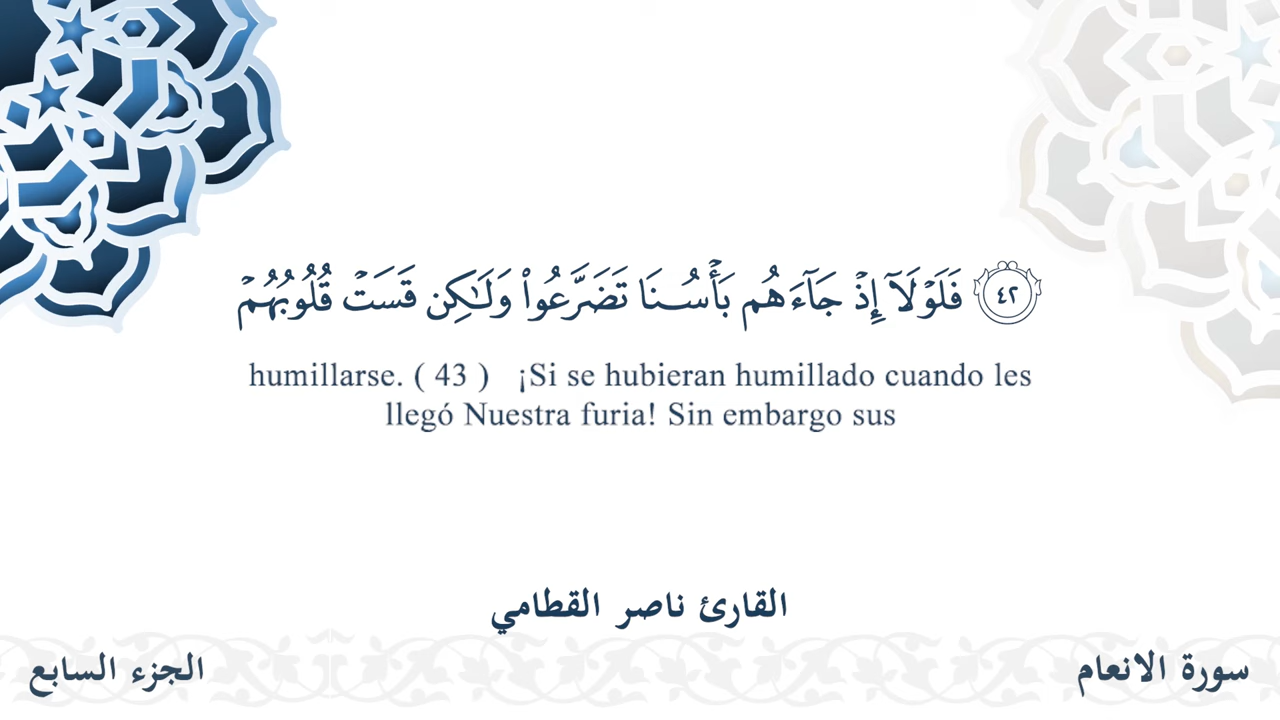 ۝٤٢ فَلَوۡلَآ إِذۡ جَآءَهُم بَأۡسُنَا تَضَرَّعُواْ وَلَٰكِن قَسَتۡ قُلُوبُهُمۡ
humillarse. ( 43 ) ¡Si se hubieran humillado cuando les
llegó Nuestra furia! Sin embargo sus
القارئ ناصر القطامي
سورة الانعام
الجزء السابع